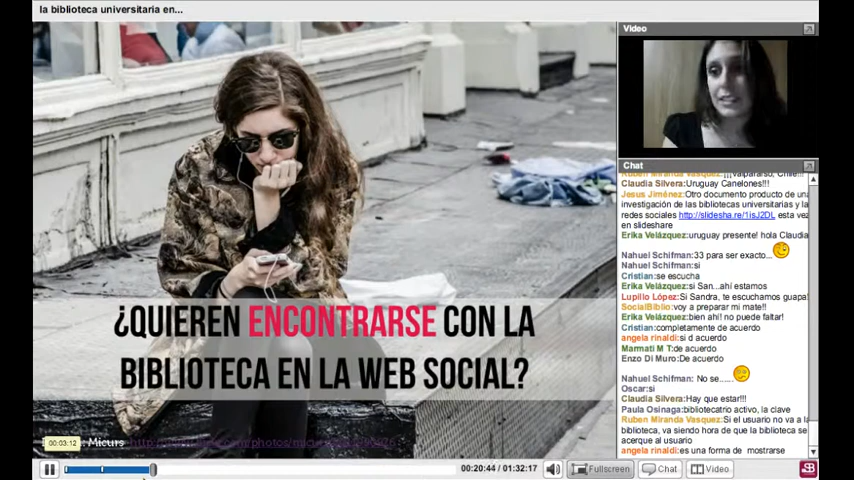 la biblioteca universitaria en...
¿QUIEREN ENCONTRARSE CON LA
BIBLIOTECA EN LA WEB SOCIAL?
Micurs
00:03:12
00:20:44 / 01:32:17
Fullscreen
Chat
Video
SB
Video
Chat
Ruben Miranda Vasquez:¡¡¡Valparaíso, Chile!!!
Claudia Silvera:Uruguay Canelones!!!
Jesus Jiménez:Otro documento producto de una
investigación de las bibliotecas universitarias y la
redes sociales http://slidesha.re/1isJ2DL esta vez
en slideshare
Erika Velázquez:uruguay presente! hola Claudia
Nahuel Schifman:33 para ser exacto...
Nahuel Schifman:si
Cristian:se escucha
Erika Velázquez:si San...ahi estamos
Lupillo López:Si Sandra, te escuchamos guapa
SocialBiblio:voy a preparar mi mate!!
Erika Velázquez:bien ahi! no puede faltar!
Cristian:completamente de acuerdo
angela rinaldi:si d acuerdo
Marmati M T:de acuerdo
Enzo Di Muro:De acuerdo
Nahuel Schifman: No se......
Oscar:si
Claudia Silvera:Hay que estar!!!
Paula Osinaga:bibliotecatrio activo, la clave
Ruben Miranda Vasquez:Si el usuario no va a la
biblioteca, va siendo hora de que la biblioteca se
acerque al usuario
angela rinaldi:es una forma de mostrarse